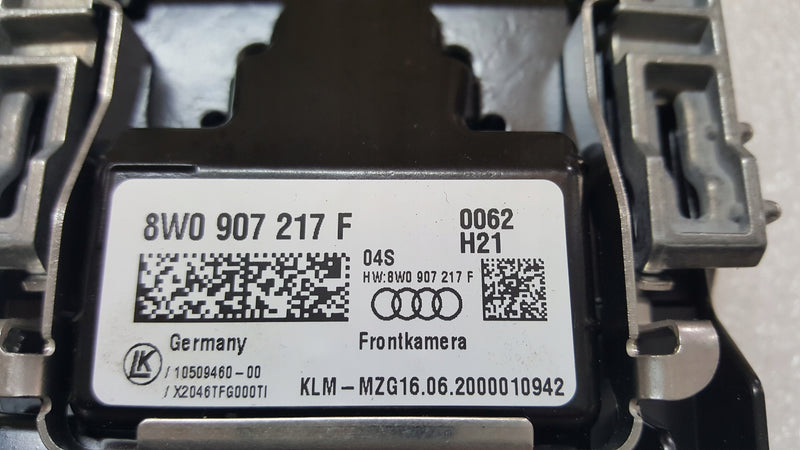 8W0 907 217 F
0062
H21
04S
HW:8W0 907 217 F
Germany
Frontkamera
LK
/ 10509460-00
/ X2046TFG000TI
KLM-MZG16.06.2000010942